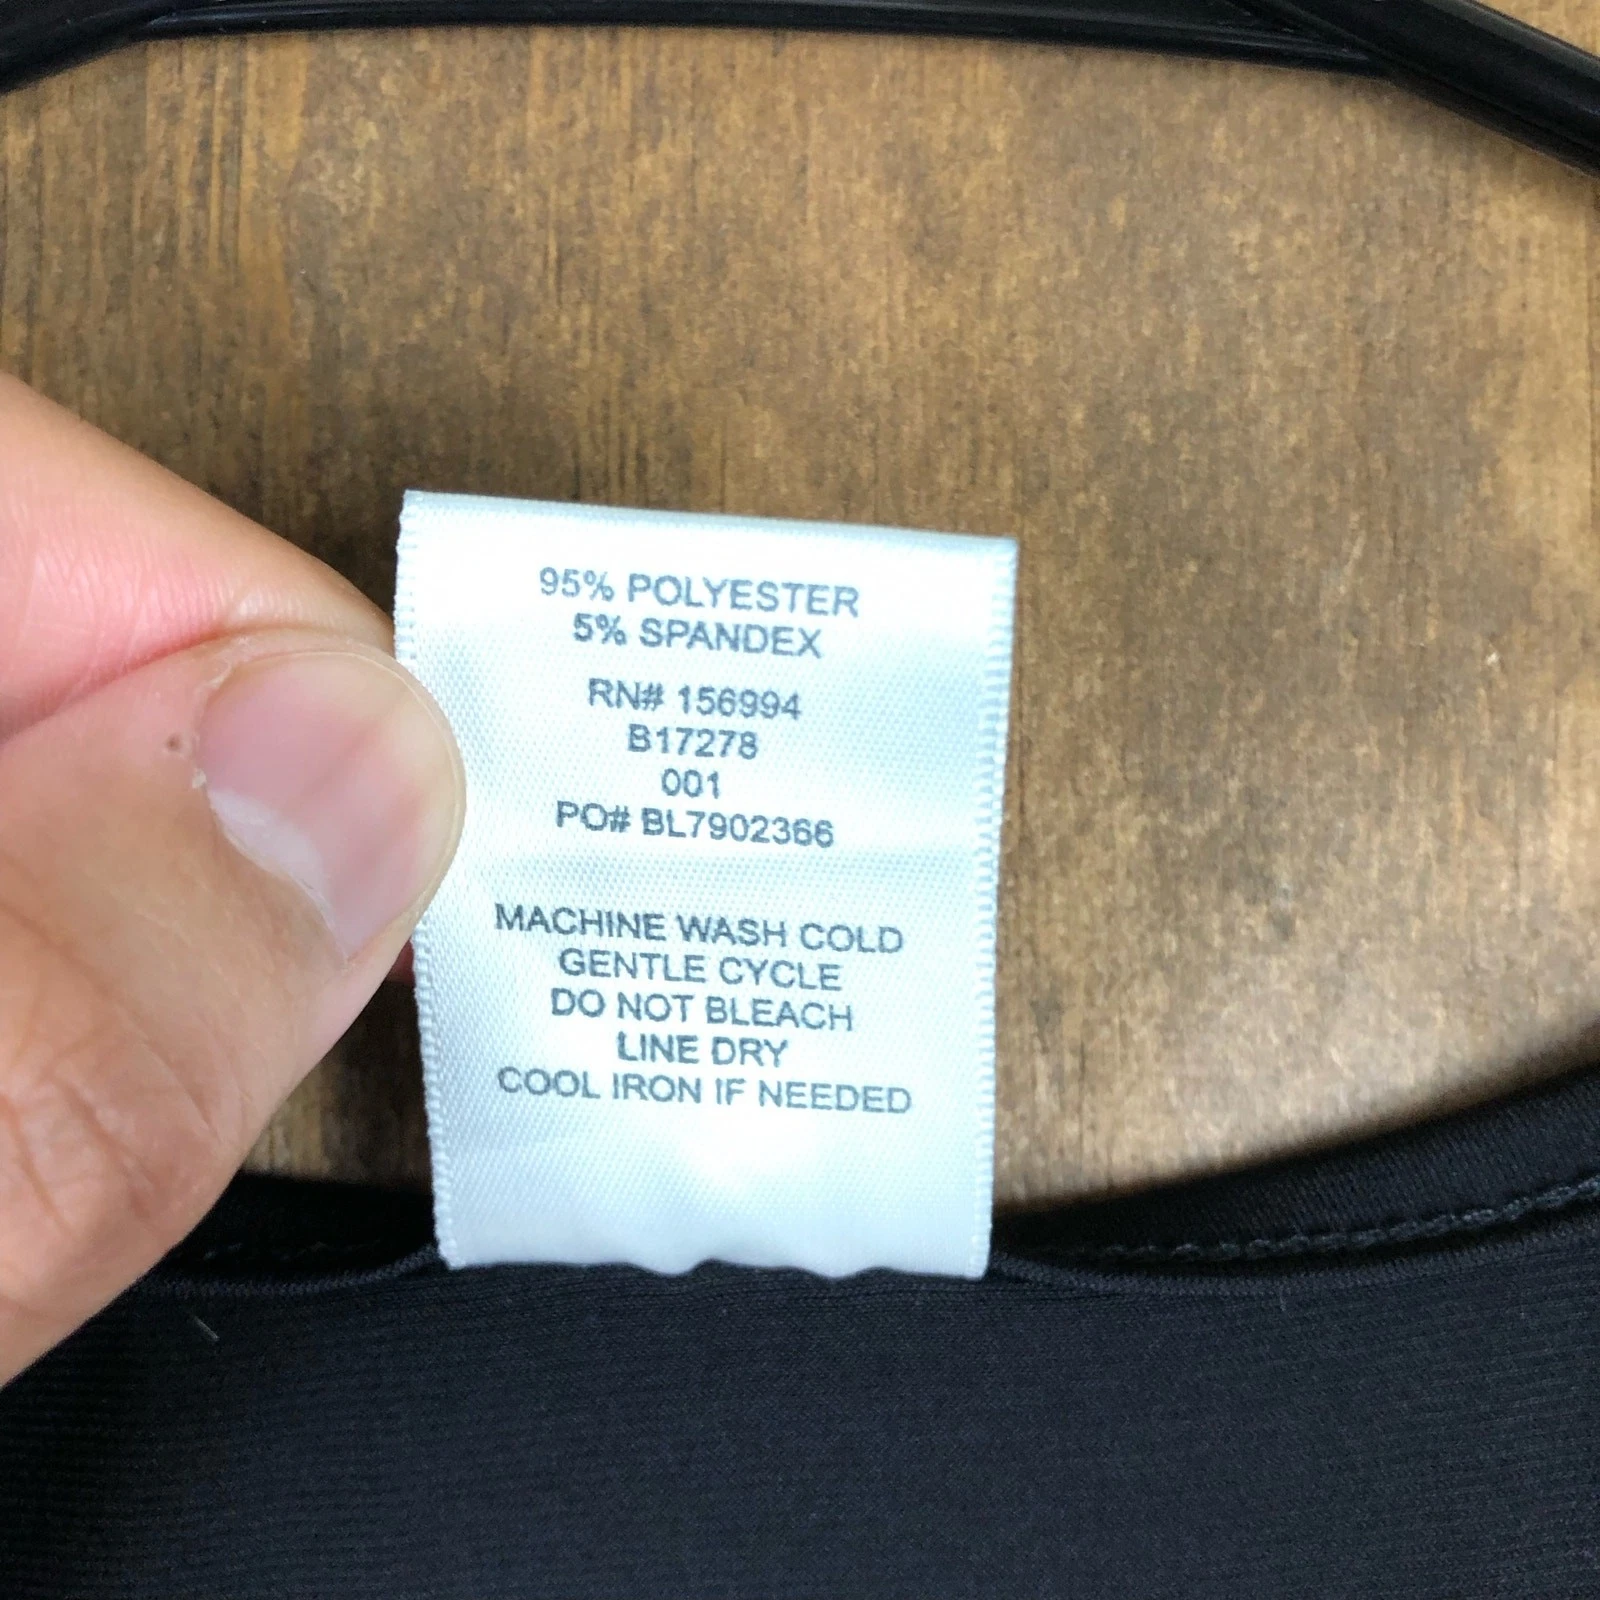 95% POLYESTER
5% SPANDEX
RN# 156994
B17278
001
PO# BL7902366
MACHINE WASH COLD
GENTLE CYCLE
DO NOT BLEACH
LINE DRY
COOL IRON IF NEEDED